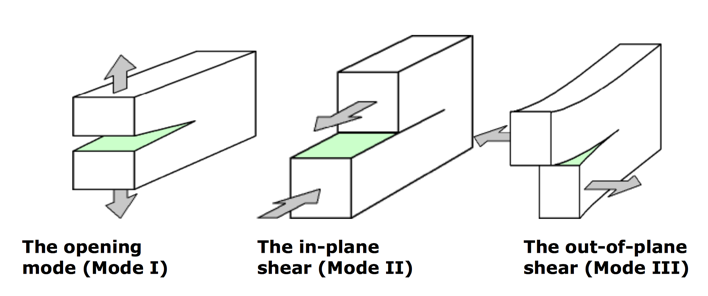 The opening
mode (Mode I)
The in-plane
shear (Mode II)
The out-of-plane
shear (Mode III)